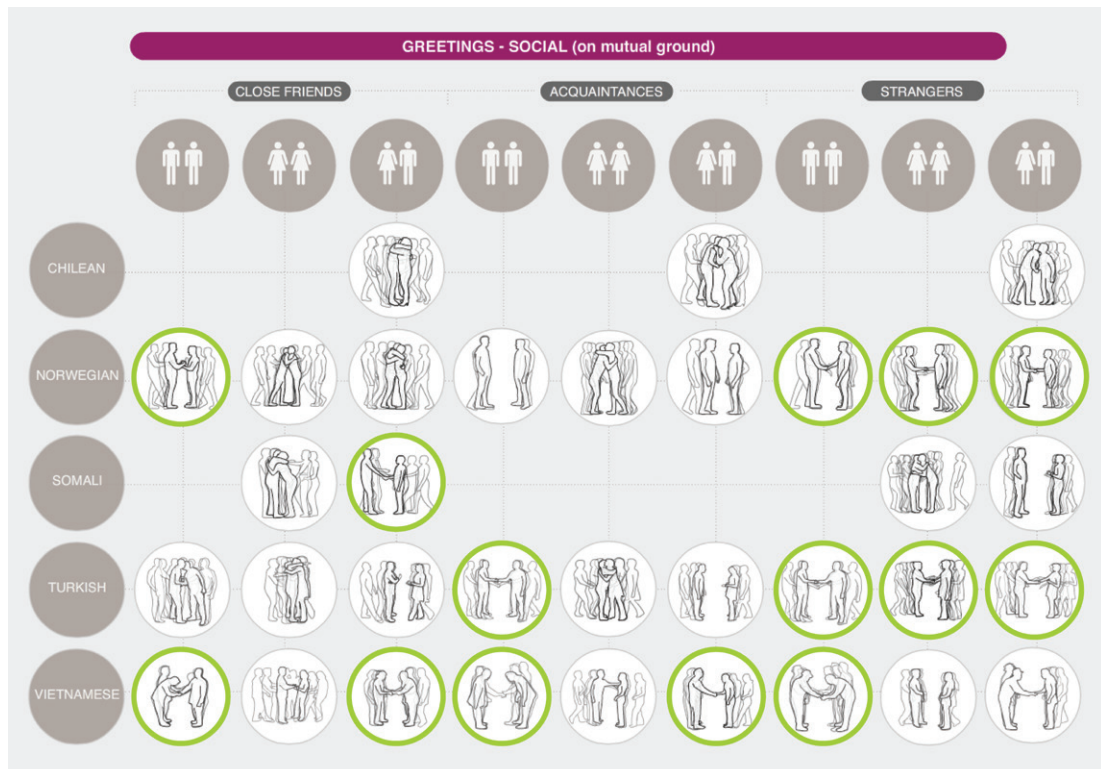 GREETINGS - SOCIAL (on mutual ground)
CLOSE FRIENDS
ACQUAINTANCES
STRANGERS
CHILEAN
NORWEGIAN
SOMALI
TURKISH
VIETNAMESE